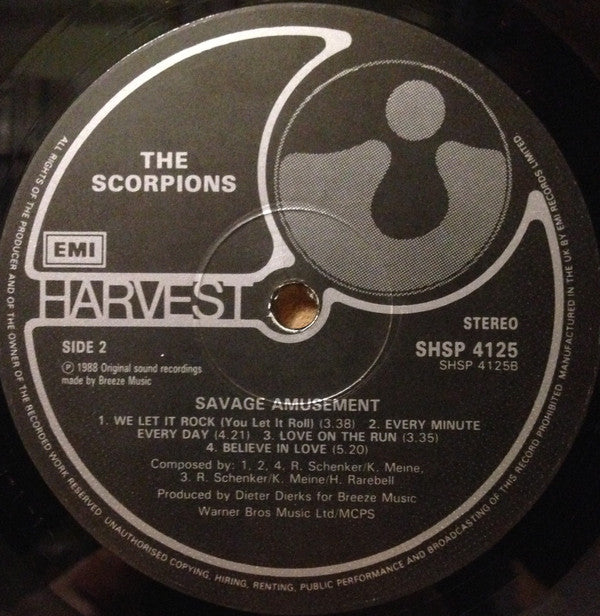 THE
SCORPIONS
EMI
HARVEST
SIDE 2
STEREO
Ⓟ 1988 Original sound recordings
made by Breeze Music
SHSP 4125
SHSP 4125B
SAVAGE AMUSEMENT
1. WE LET IT ROCK (You Let It Roll) (3.38) 2. EVERY MINUTE
EVERY DAY (4.21) 3. LOVE ON THE RUN (3.35)
4. BELIEVE IN LOVE (5.20)
Composed by: 1, 2, 4, R. Schenker/K. Meine,
3. R. Schenker/K. Meine/H. Rarebell
Produced by Dieter Dierks for Breeze Music
Warner Bros Music Ltd/MCPS
ALL RIGHTS OF THE PRODUCER AND OF THE OWNER OF THE RECORDED WORK RESERVED. UNAUTHORISED COPYING, HIRING, RENTING, PUBLIC PERFORMANCE AND BROADCASTING OF THIS RECORD PROHIBITED. MANUFACTURED IN THE UK BY EMI RECORDS LIMITED.